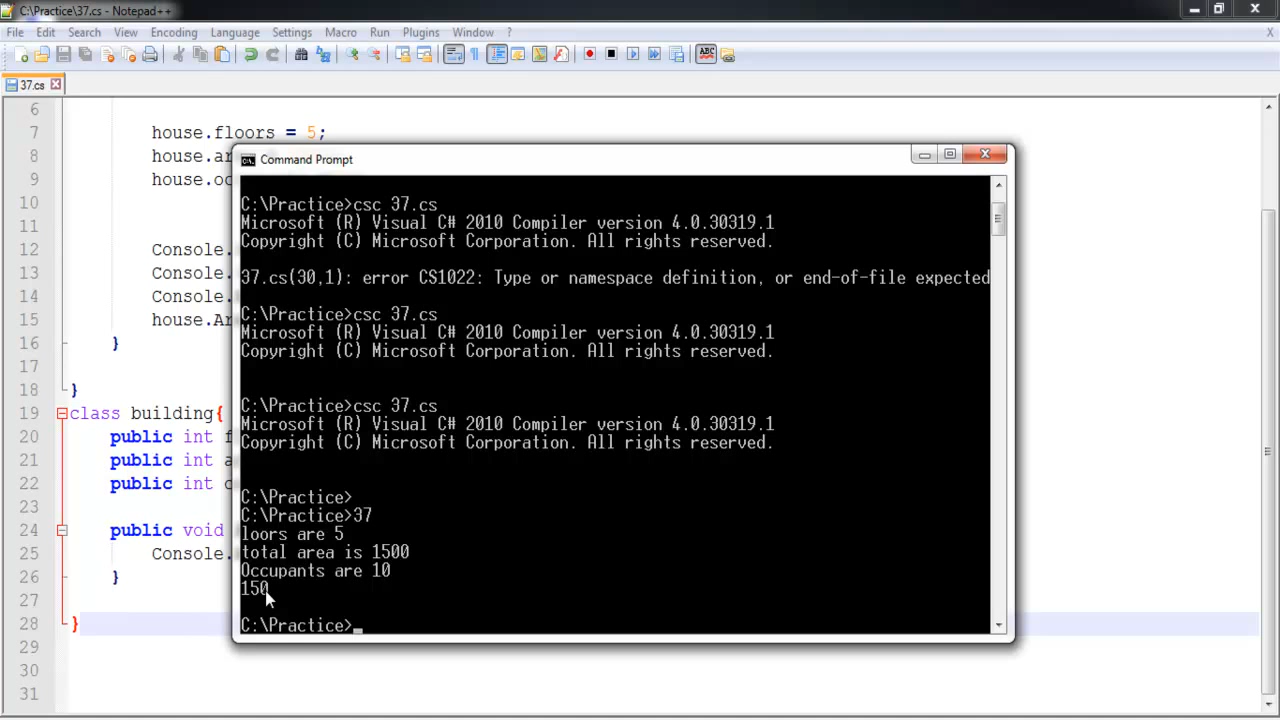 C:\Practice\37.cs - Notepad++
File Edit Search View Encoding Language Settings Macro Run Plugins Window ? X
ABC
37.cs
6
7 house.floors = 5;
8 house.ar
9 house.oc
10
11
12 Console.
13 Console.
14 Console.
15 house.Ar
16 }
17
18 }
19 class building{
20 public int f
21 public int a
22 public int o
23
24 public void
25 Console.
26 }
27
28 }
29
30
31
Command Prompt
C:\Practice>csc 37.cs
Microsoft (R) Visual C# 2010 Compiler version 4.0.30319.1
Copyright (C) Microsoft Corporation. All rights reserved.
37.cs(30,1): error CS1022: Type or namespace definition, or end-of-file expected
C:\Practice>csc 37.cs
Microsoft (R) Visual C# 2010 Compiler version 4.0.30319.1
Copyright (C) Microsoft Corporation. All rights reserved.
C:\Practice>csc 37.cs
Microsoft (R) Visual C# 2010 Compiler version 4.0.30319.1
Copyright (C) Microsoft Corporation. All rights reserved.
C:\Practice>
C:\Practice>37
loors are 5
total area is 1500
Occupants are 10
150
C:\Practice>_